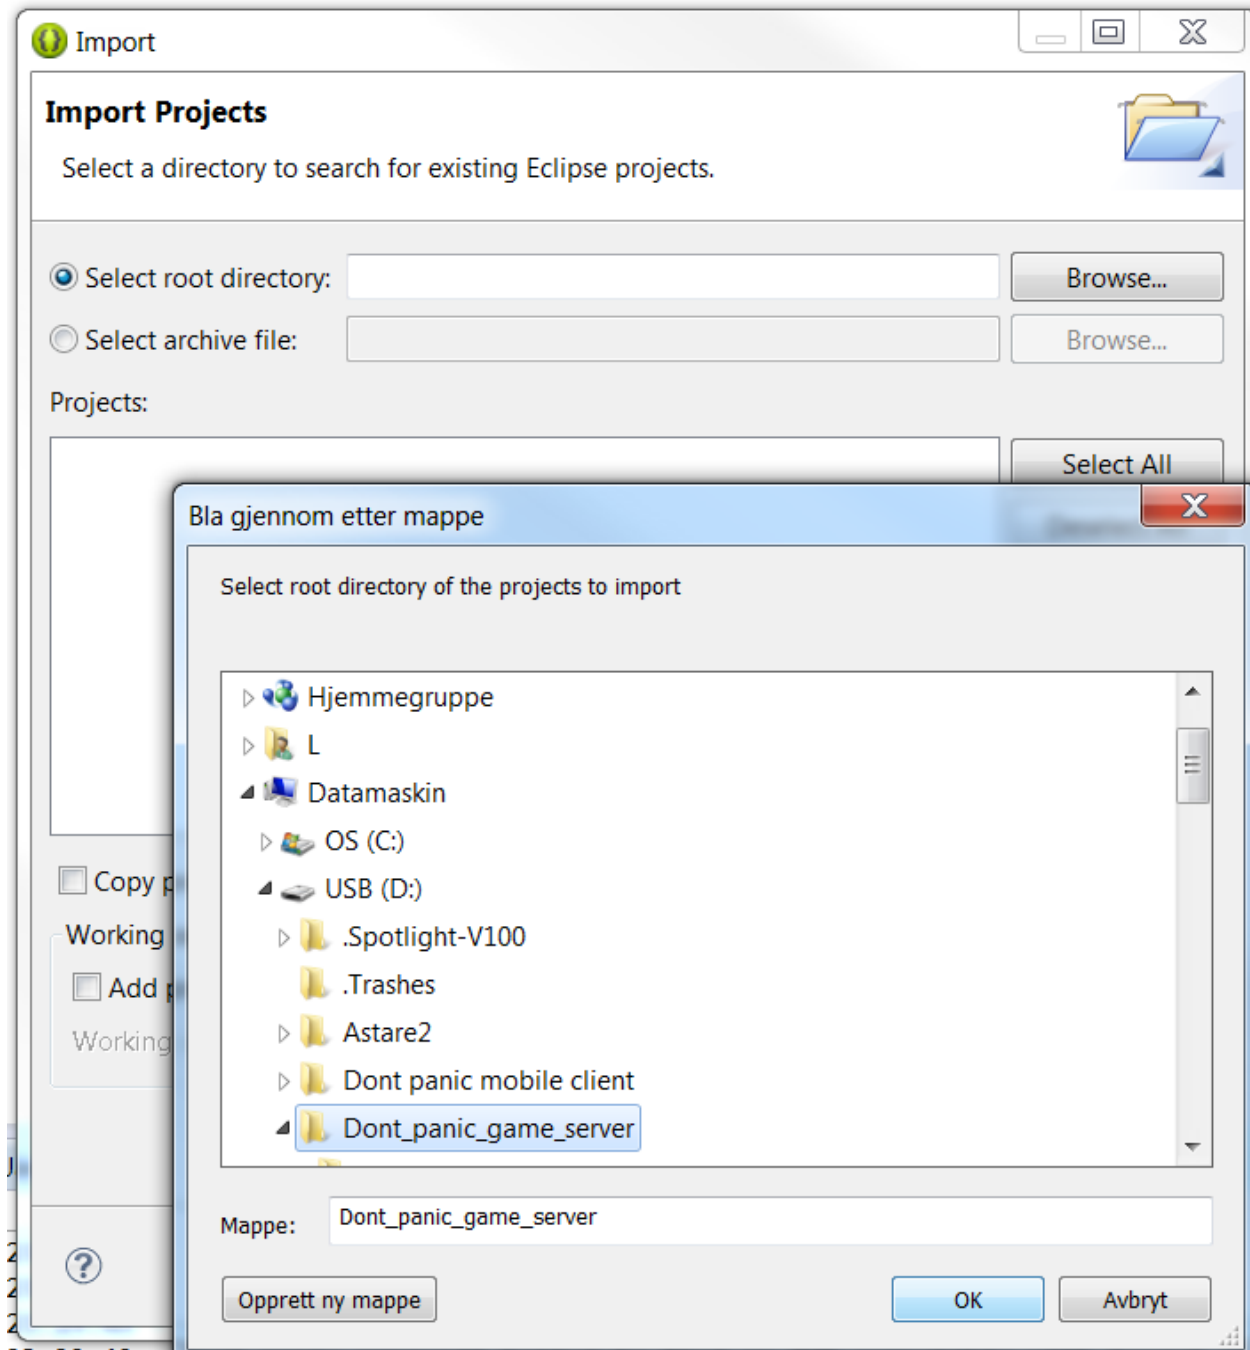 Import
Import Projects
Select a directory to search for existing Eclipse projects.
Select root directory:
Browse...
Select archive file:
Browse...
Projects:
Select All
Bla gjennom etter mappe
Select root directory of the projects to import
Hjemmegruppe
L
Datamaskin
OS (C:)
USB (D:)
.Spotlight-V100
.Trashes
Astare2
Dont panic mobile client
Dont_panic_game_server
Copy
Working
Add
Working
Mappe:
Dont_panic_game_server
Opprett ny mappe
OK
Avbryt